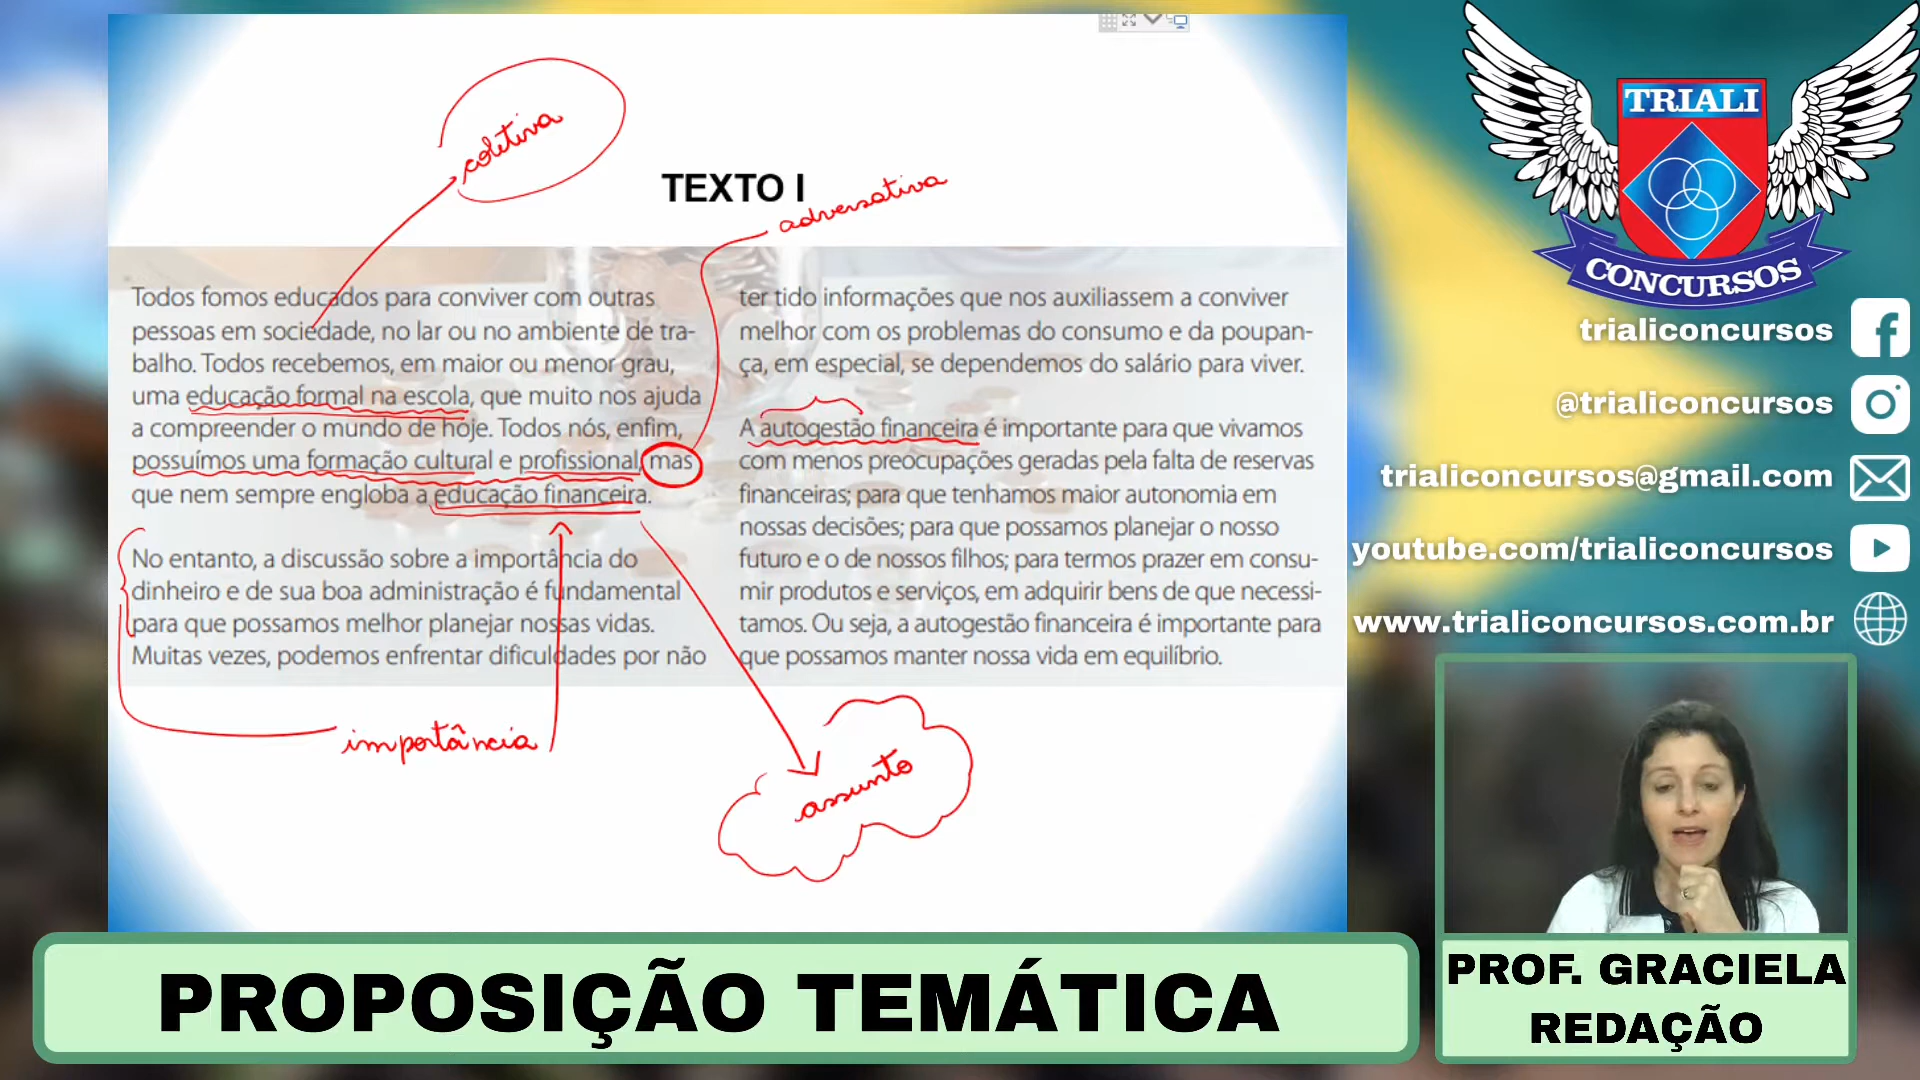 coletiva
TEXTO I
adversativa
Todos fomos educados para conviver com outras
pessoas em sociedade, no lar ou no ambiente de tra-
balho. Todos recebemos, em maior ou menor grau,
uma educação formal na escola, que muito nos ajuda
a compreender o mundo de hoje. Todos nós, enfim,
possuímos uma formação cultural e profissional, mas
que nem sempre engloba a educação financeira.
No entanto, a discussão sobre a importância do
dinheiro e de sua boa administração é fundamental
para que possamos melhor planejar nossas vidas.
Muitas vezes, podemos enfrentar dificuldades por não
ter tido informações que nos auxiliassem a conviver
melhor com os problemas do consumo e da poupan-
ça, em especial, se dependemos do salário para viver.
A autogestão financeira é importante para que vivamos
com menos preocupações geradas pela falta de reservas
financeiras; para que tenhamos maior autonomia em
nossas decisões; para que possamos planejar o nosso
futuro e o de nossos filhos; para termos prazer em consu-
mir produtos e serviços, em adquirir bens de que necessi-
tamos. Ou seja, a autogestão financeira é importante para
que possamos manter nossa vida em equilíbrio.
importância
assunto
PROPOSIÇÃO TEMÁTICA
TRIALI
CONCURSOS
trialiconcursos
@trialiconcursos
trialiconcursos@gmail.com
youtube.com/trialiconcursos
www.trialiconcursos.com.br
PROF. GRACIELA
REDAÇÃO